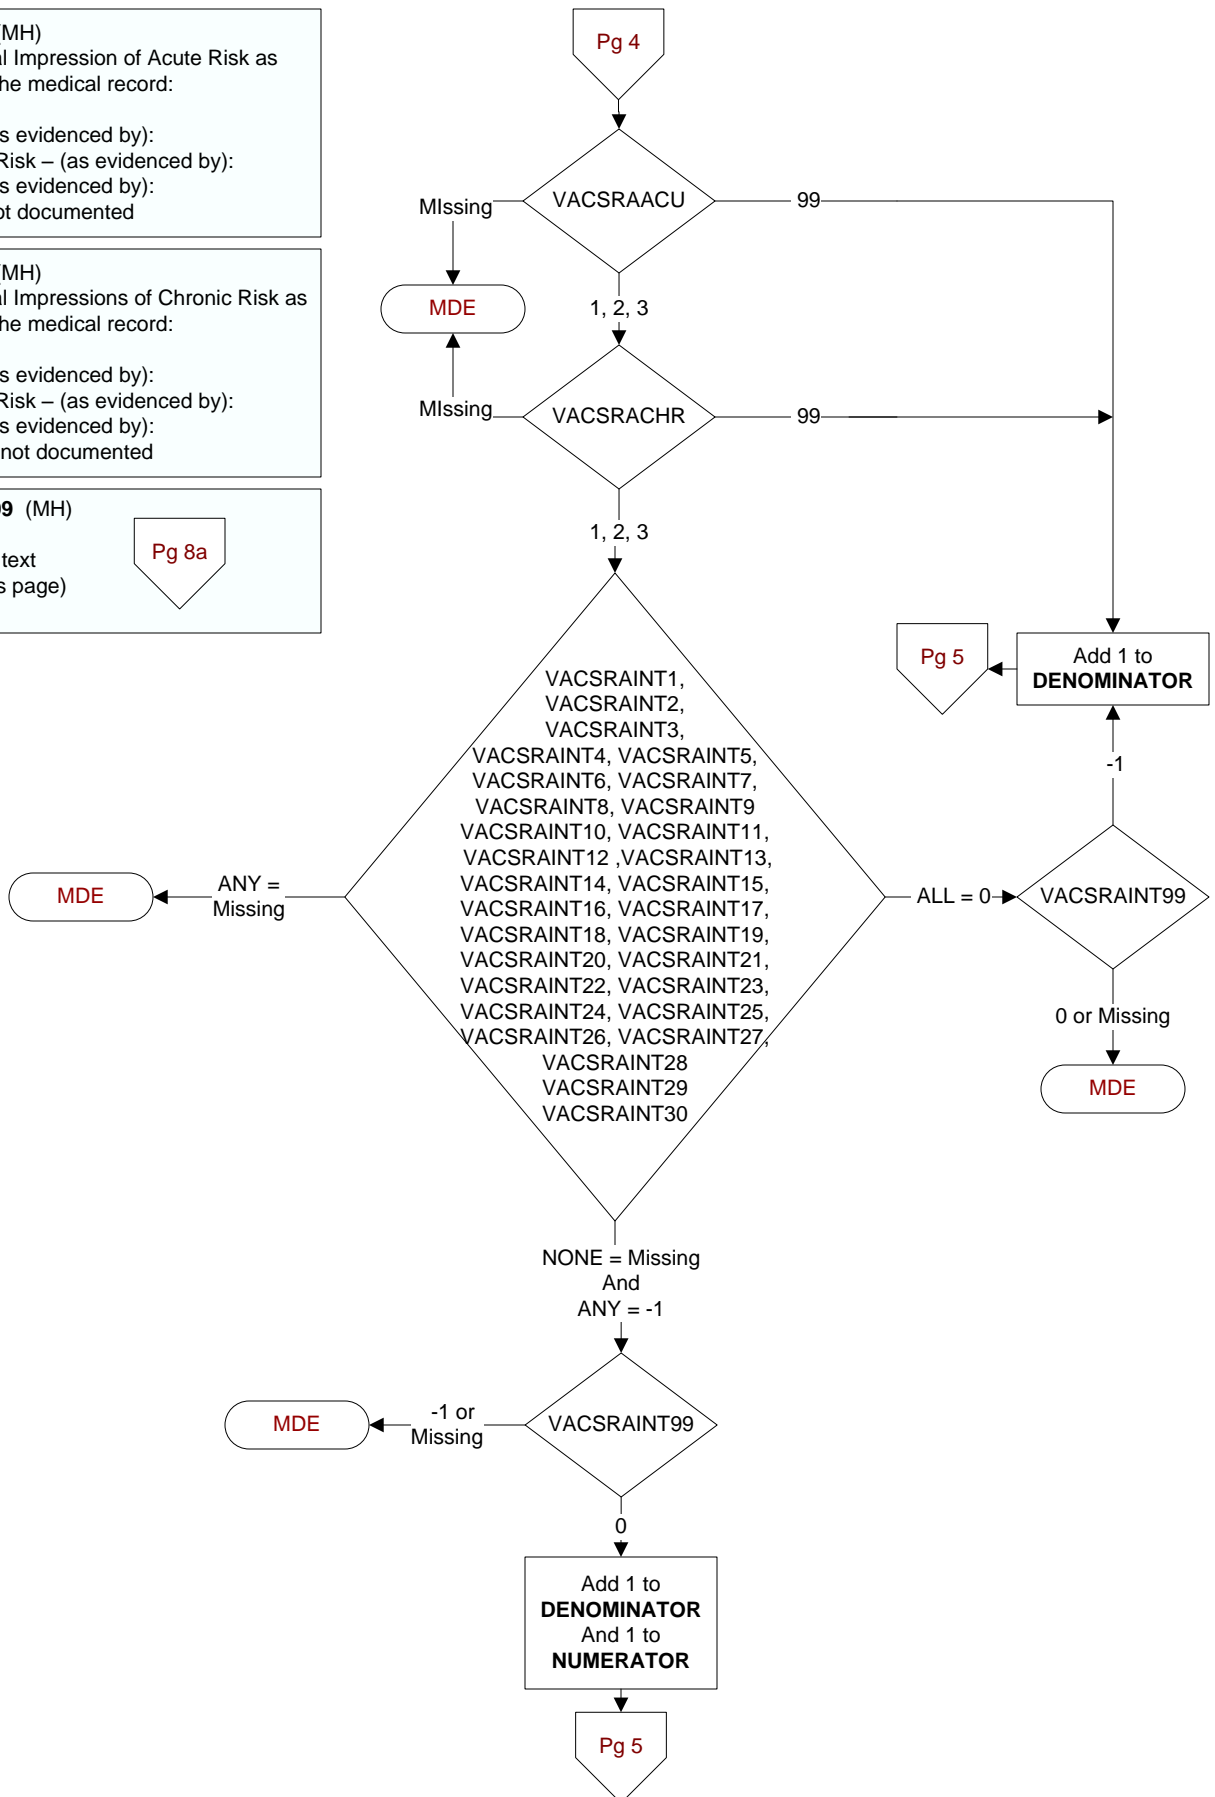 (MH)
al Impression of Acute Risk as
he medical record:
s evidenced by):
Risk – (as evidenced by):
s evidenced by):
ot documented
(MH)
al Impressions of Chronic Risk as
he medical record:
s evidenced by):
Risk – (as evidenced by):
s evidenced by):
not documented
99 (MH)
text
s page)
Pg 8a
Pg 4
VACSRAACU
MIssing
99
MDE
1, 2, 3
VACSRACHR
MIssing
99
1, 2, 3
VACSRAINT1,
VACSRAINT2,
VACSRAINT3,
VACSRAINT4, VACSRAINT5,
VACSRAINT6, VACSRAINT7,
VACSRAINT8, VACSRAINT9
VACSRAINT10, VACSRAINT11,
VACSRAINT12 ,VACSRAINT13,
VACSRAINT14, VACSRAINT15,
VACSRAINT16, VACSRAINT17,
VACSRAINT18, VACSRAINT19,
VACSRAINT20, VACSRAINT21,
VACSRAINT22, VACSRAINT23,
VACSRAINT24, VACSRAINT25,
VACSRAINT26, VACSRAINT27,
VACSRAINT28
VACSRAINT29
VACSRAINT30
Pg 5
Add 1 to
DENOMINATOR
-1
MDE
ANY =
Missing
ALL = 0
VACSRAINT99
0 or Missing
MDE
NONE = Missing
And
ANY = -1
MDE
-1 or
Missing
VACSRAINT99
0
Add 1 to
DENOMINATOR
And 1 to
NUMERATOR
Pg 5